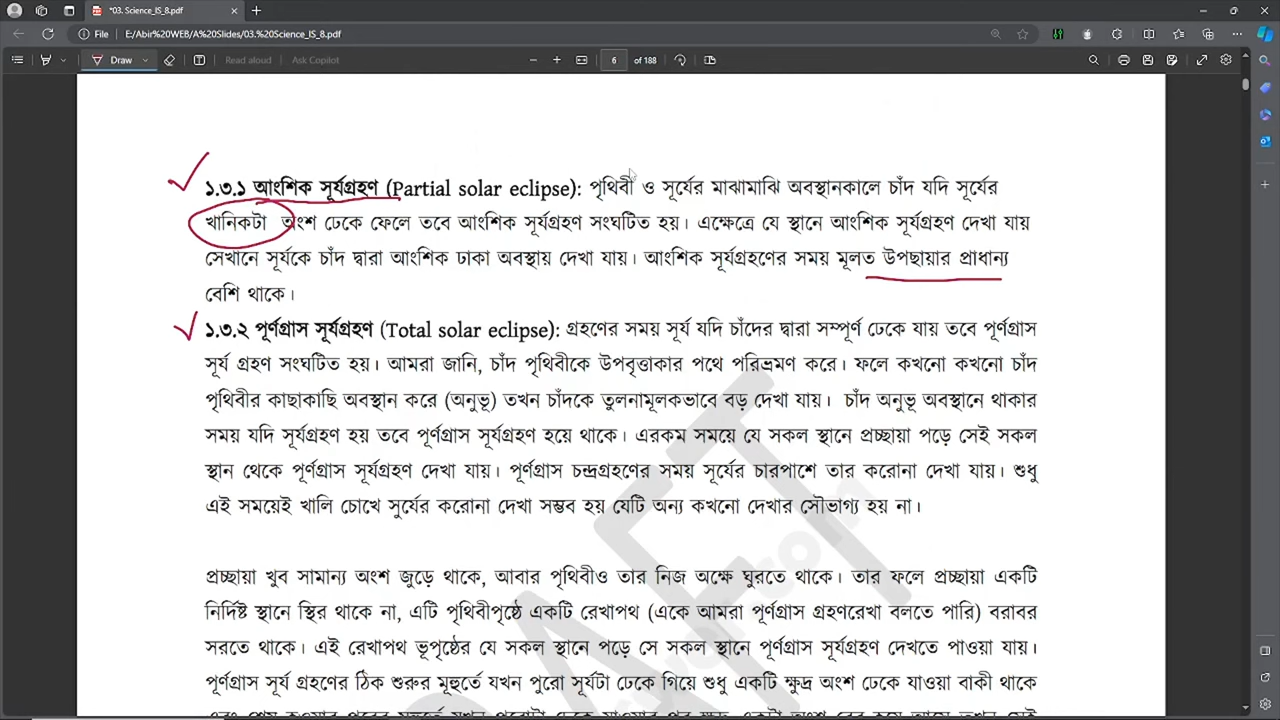 *03. Science_IS_8.pdf
File E:/Abir%20WEB/A%20Slides/03.%20Science_IS_8.pdf
Draw Read aloud Ask Copilot 6 of 188
১.৩.১ আংশিক সূর্যগ্রহণ (Partial solar eclipse): পৃথিবী ও সূর্যের মাঝামাঝি অবস্থানকালে চাঁদ যদি সূর্যের
খানিকটা অংশ ঢেকে ফেলে তবে আংশিক সূর্যগ্রহণ সংঘটিত হয়। এক্ষেত্রে যে স্থানে আংশিক সূর্যগ্রহণ দেখা যায়
সেখানে সূর্যকে চাঁদ দ্বারা আংশিক ঢাকা অবস্থায় দেখা যায়। আংশিক সূর্যগ্রহণের সময় মূলত উপছায়ার প্রাধান্য
বেশি থাকে।
১.৩.২ পূর্ণগ্রাস সূর্যগ্রহণ (Total solar eclipse): গ্রহণের সময় সূর্য যদি চাঁদের দ্বারা সম্পূর্ণ ঢেকে যায় তবে পূর্ণগ্রাস
সূর্য গ্রহণ সংঘটিত হয়। আমরা জানি, চাঁদ পৃথিবীকে উপবৃত্তাকার পথে পরিভ্রমণ করে। ফলে কখনো কখনো চাঁদ
পৃথিবীর কাছাকাছি অবস্থান করে (অনুভূ) তখন চাঁদকে তুলনামূলকভাবে বড় দেখা যায়। চাঁদ অনুভূ অবস্থানে থাকার
সময় যদি সূর্যগ্রহণ হয় তবে পূর্ণগ্রাস সূর্যগ্রহণ হয়ে থাকে। এরকম সময়ে যে সকল স্থানে প্রচ্ছায়া পড়ে সেই সকল
স্থান থেকে পূর্ণগ্রাস সূর্যগ্রহণ দেখা যায়। পূর্ণগ্রাস চন্দ্রগ্রহণের সময় সূর্যের চারপাশে তার করোনা দেখা যায়। শুধু
এই সময়েই খালি চোখে সুর্যের করোনা দেখা সম্ভব হয় যেটি অন্য কখনো দেখার সৌভাগ্য হয় না।
প্রচ্ছায়া খুব সামান্য অংশ জুড়ে থাকে, আবার পৃথিবীও তার নিজ অক্ষে ঘুরতে থাকে। তার ফলে প্রচ্ছায়া একটি
নির্দিষ্ট স্থানে স্থির থাকে না, এটি পৃথিবীপৃষ্ঠে একটি রেখাপথ (একে আমরা পূর্ণগ্রাস গ্রহণরেখা বলতে পারি) বরাবর
সরতে থাকে। এই রেখাপথ ভূপৃষ্ঠের যে সকল স্থানে পড়ে সে সকল স্থানে পূর্ণগ্রাস সূর্যগ্রহণ দেখতে পাওয়া যায়।
পূর্ণগ্রাস সূর্য গ্রহণের ঠিক শুরুর মূহুর্তে যখন পুরো সূর্যটা ঢেকে গিয়ে শুধু একটি ক্ষুদ্র অংশ ঢেকে যাওয়া বাকী থাকে